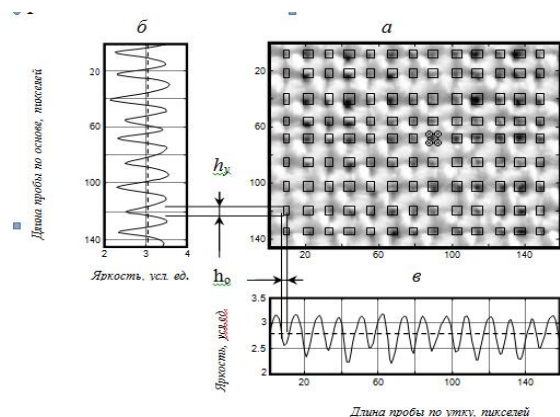 б
а
20
60
100
140
Длина пробы по основе, пикселей
2 3 4
Яркость, усл. ед.
20
60
100
140
20 60 100 140
hу
hо
в
3.5
3
2.5
2
Яркость, усл.ед.
20 60 100 140
Длина пробы по утку, пикселей